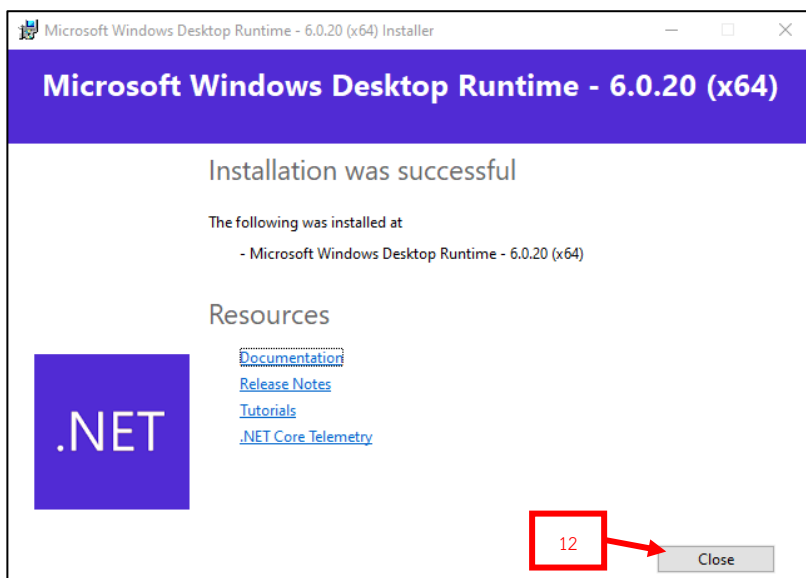 Microsoft Windows Desktop Runtime - 6.0.20 (x64) Installer
Microsoft Windows Desktop Runtime - 6.0.20 (x64)
Installation was successful
The following was installed at
- Microsoft Windows Desktop Runtime - 6.0.20 (x64)
Resources
Documentation
Release Notes
Tutorials
.NET Core Telemetry
.NET
12
Close